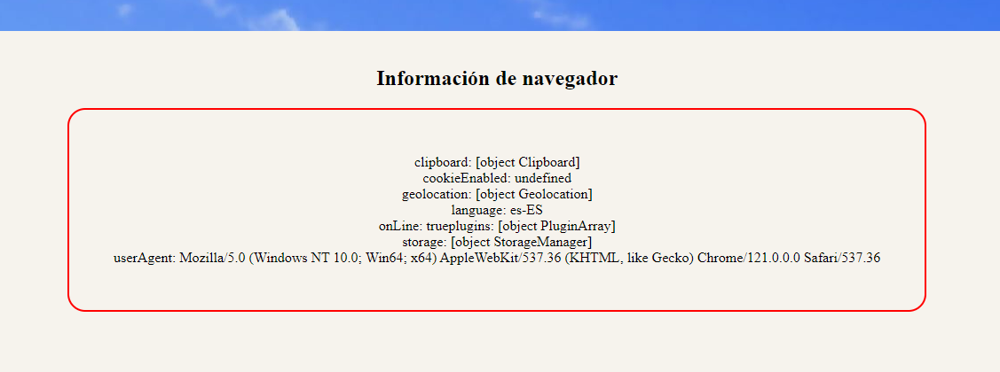 Información de navegador
clipboard: [object Clipboard]
cookieEnabled: undefined
geolocation: [object Geolocation]
language: es-ES
onLine: trueplugins: [object PluginArray]
storage: [object StorageManager]
userAgent: Mozilla/5.0 (Windows NT 10.0; Win64; x64) AppleWebKit/537.36 (KHTML, like Gecko) Chrome/121.0.0.0 Safari/537.36